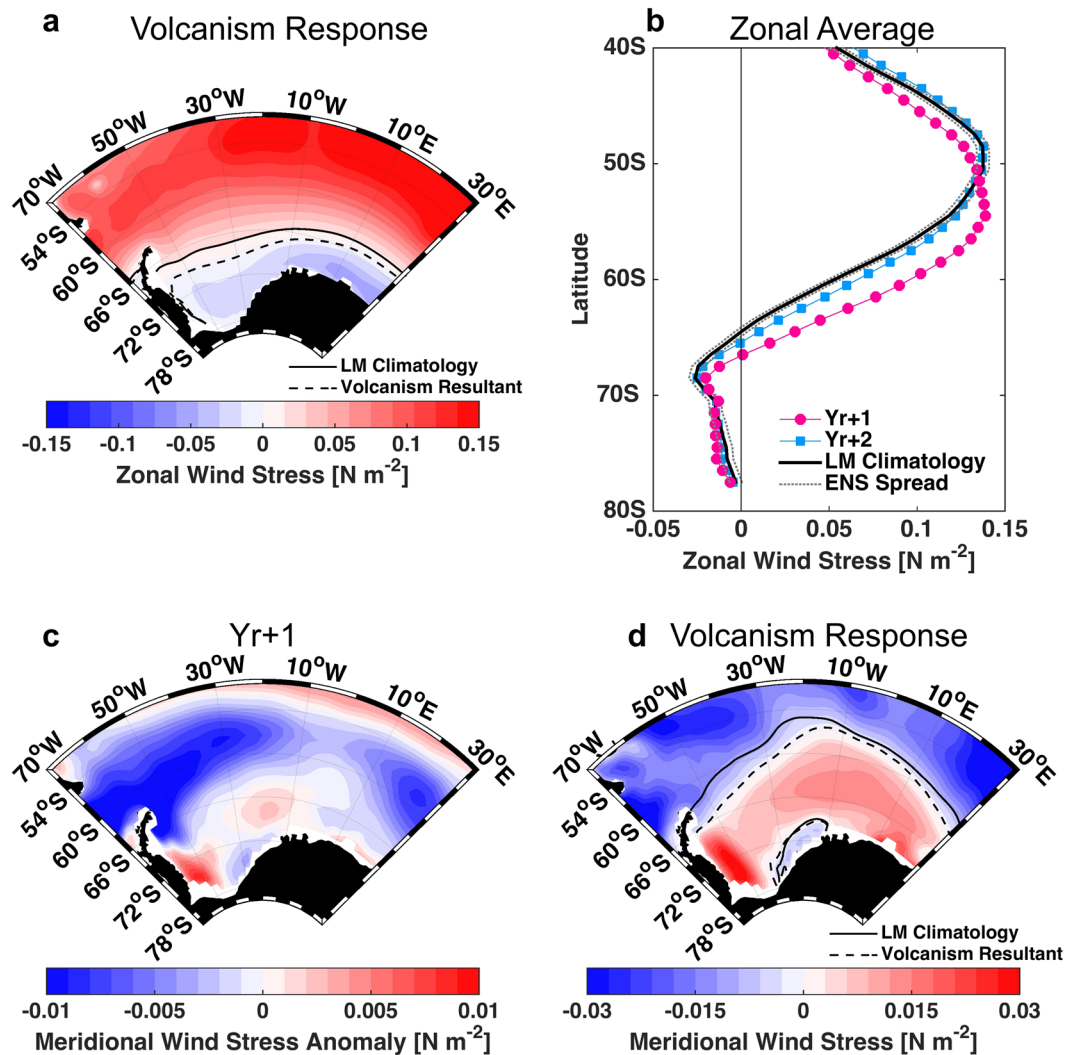 a
Volcanism Response
70°W
50°W
30°W
10°W
10°E
30°E
54°S
60°S
66°S
72°S
78°S
LM Climatology
Volcanism Resultant
-0.15 -0.1 -0.05 0 0.05 0.1 0.15
Zonal Wind Stress [N m⁻²]
b
Zonal Average
40S
50S
60S
70S
80S
Latitude
Yr+1
Yr+2
LM Climatology
ENS Spread
-0.05 0 0.05 0.1 0.15
Zonal Wind Stress [N m⁻²]
c
Yr+1
70°W
50°W
30°W
10°W
10°E
30°E
54°S
60°S
66°S
72°S
78°S
-0.01 -0.005 0 0.005 0.01
Meridional Wind Stress Anomaly [N m⁻²]
d
Volcanism Response
70°W
50°W
30°W
10°W
10°E
30°E
54°S
60°S
66°S
72°S
78°S
LM Climatology
Volcanism Resultant
-0.03 -0.015 0 0.015 0.03
Meridional Wind Stress [N m⁻²]